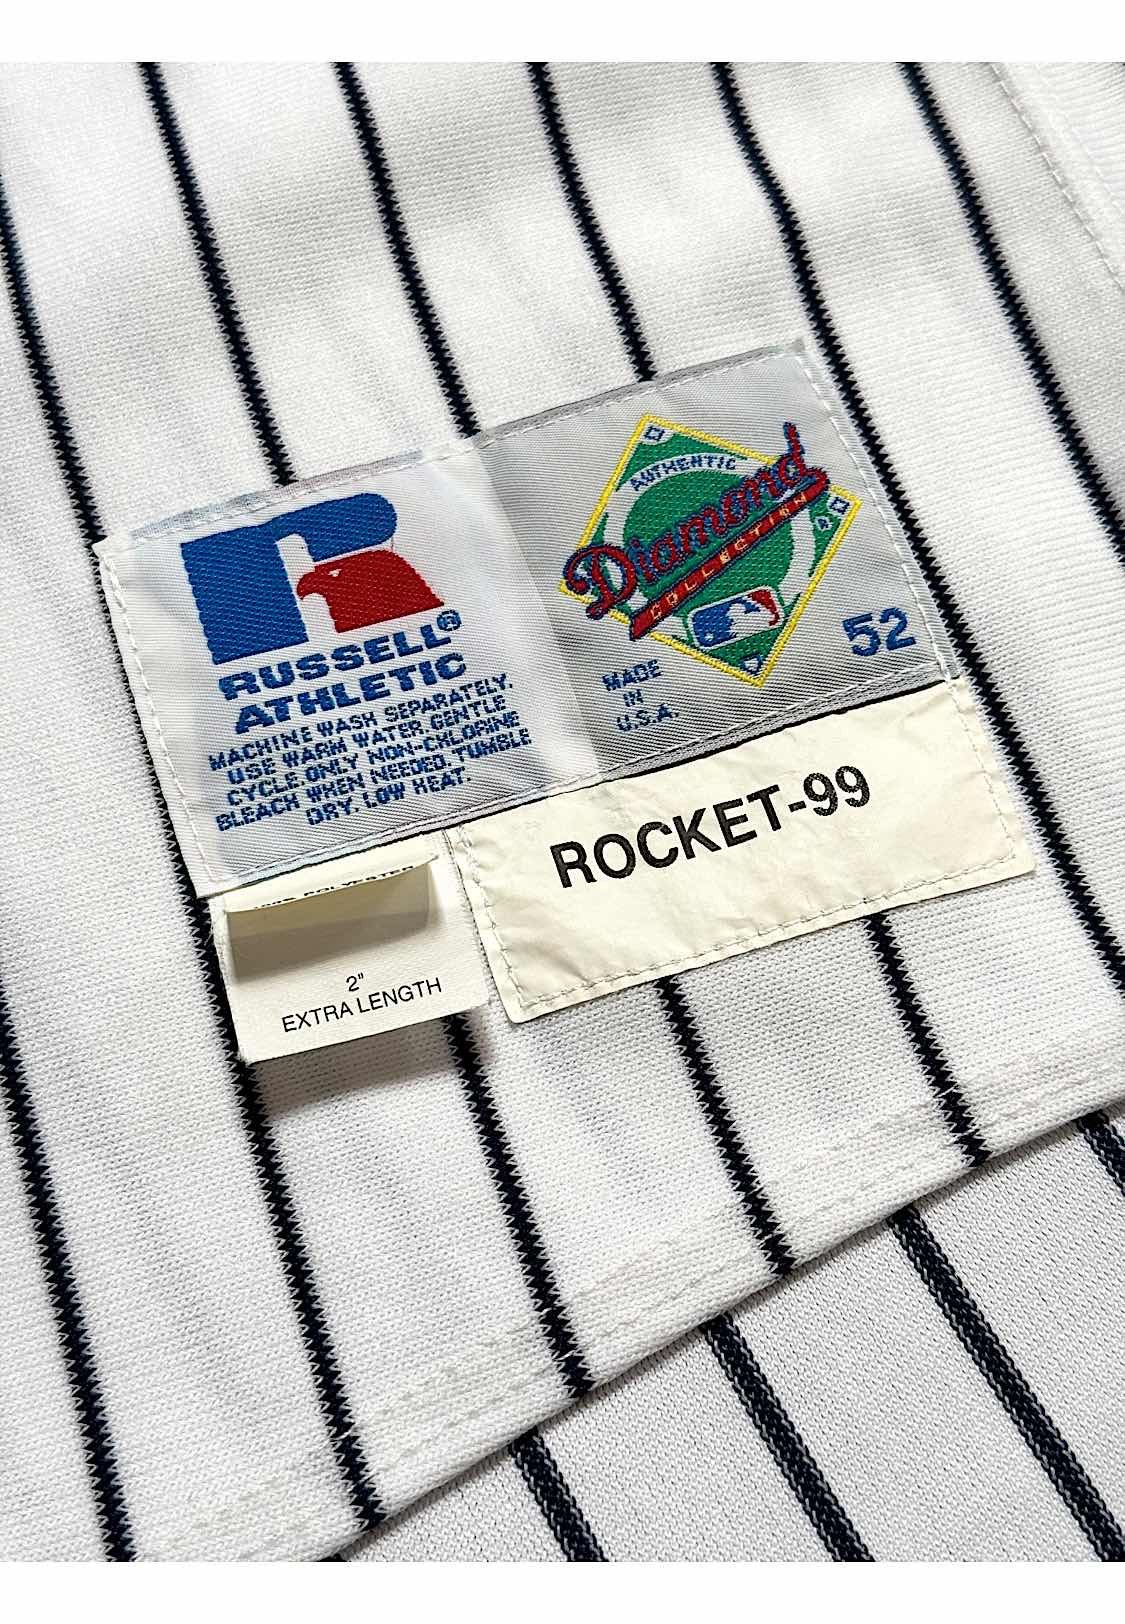 RUSSELL®
ATHLETIC
MACHINE WASH SEPARATELY.
USE WARM WATER, GENTLE
CYCLE. ONLY NON-CHLORINE
BLEACH WHEN NEEDED. TUMBLE
DRY. LOW HEAT.
AUTHENTIC
Diamond
COLLECTION
®
MADE
IN
U.S.A.
52
ROCKET-99
POLYESTER
2"
EXTRA LENGTH